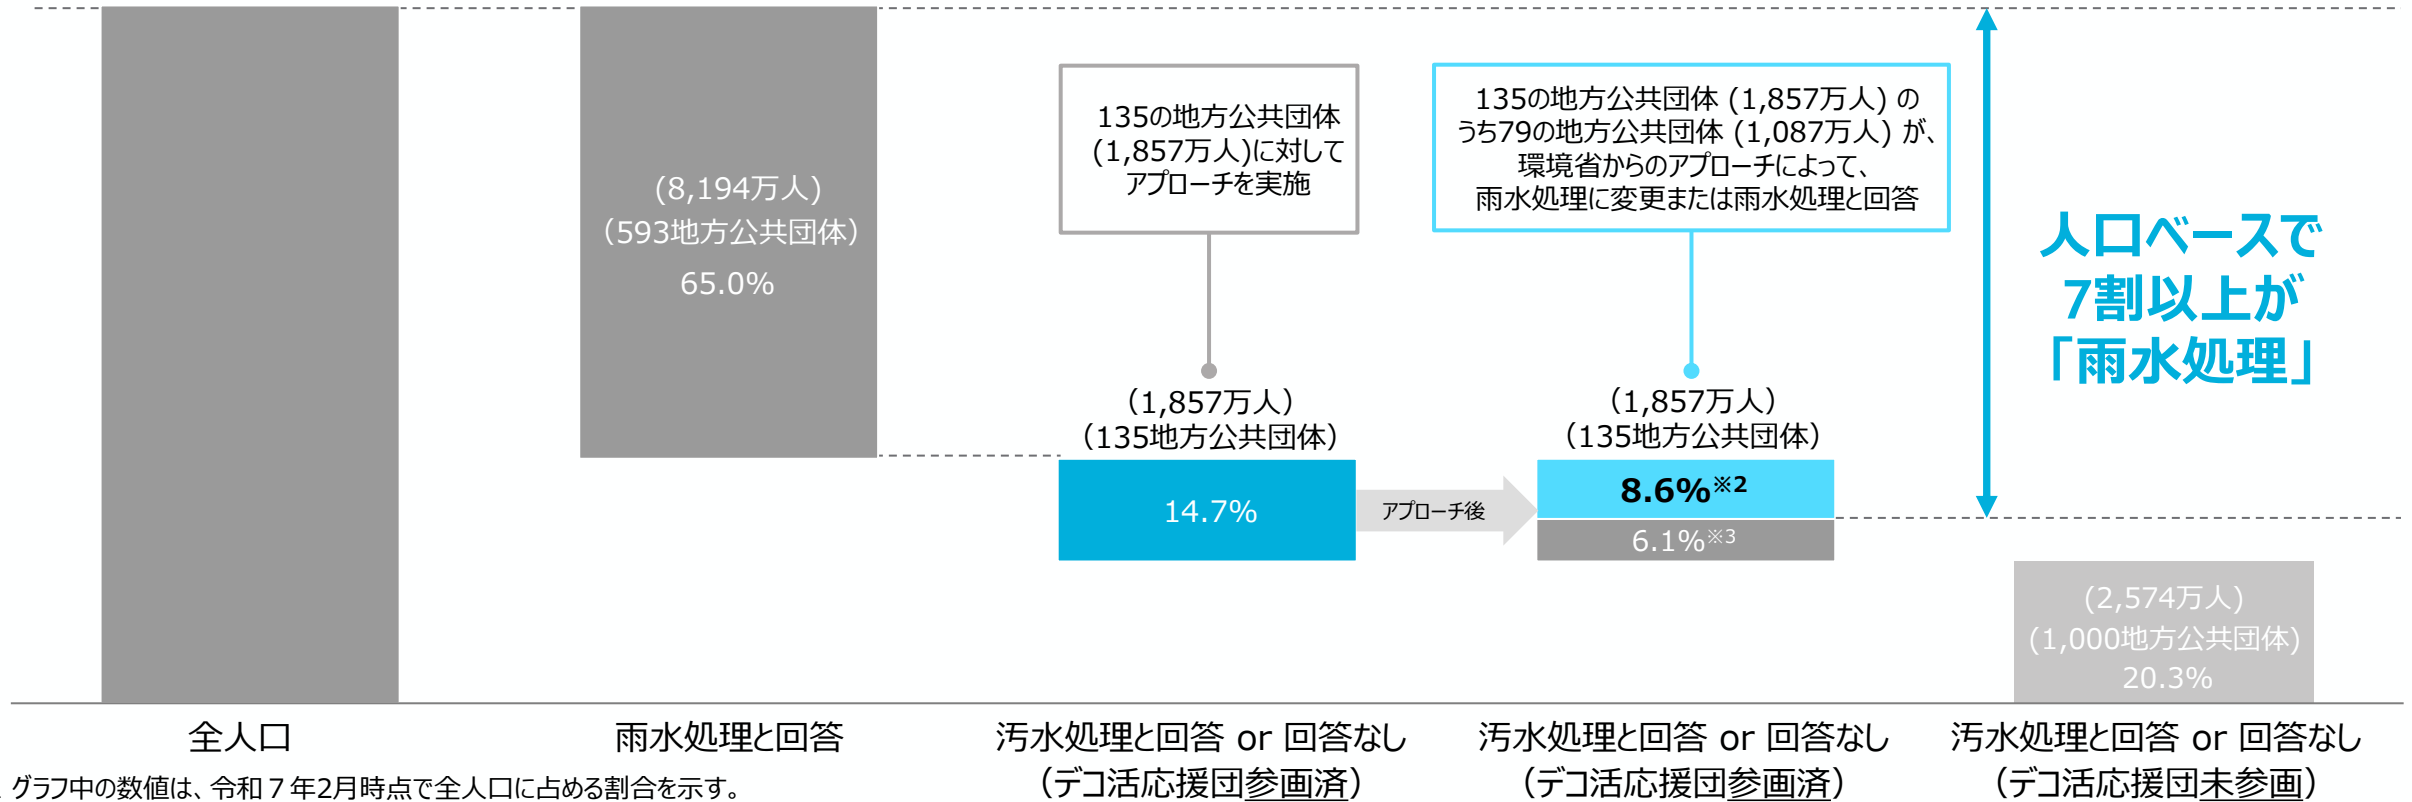 135の地方公共団体
(1,857万人)に対して
アプローチを実施
135の地方公共団体 (1,857万人) の
うち79の地方公共団体 (1,087万人) が、
環境省からのアプローチによって、
雨水処理に変更または雨水処理と回答
(8,194万人)
（593地方公共団体）
65.0%
人口ベースで
7割以上が
「雨水処理」
（1,857万人）
（135地方公共団体）
14.7%
アプローチ後
（1,857万人）
（135地方公共団体）
8.6%※2
6.1%※3
(2,574万人)
(1,000地方公共団体)
20.3%
全人口
雨水処理と回答
汚水処理と回答 or 回答なし
（デコ活応援団参画済）
汚水処理と回答 or 回答なし
（デコ活応援団参画済）
汚水処理と回答 or 回答なし
（デコ活応援団未参画）
グラフ中の数値は、令和７年2月時点で全人口に占める割合を示す。